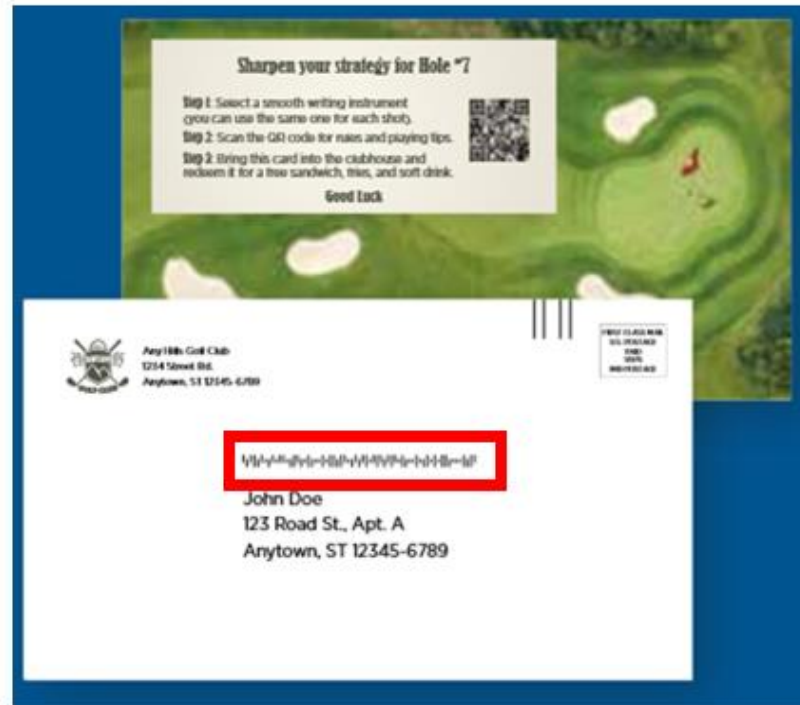 Sharpen your strategy for Hole #7
Step 1: Select a smooth writing instrument
(you can use the same one for each shot).
Step 2: Scan the QR code for rules and playing tips.
Step 3: Bring this card into the clubhouse and
redeem it for a free sandwich, fries, and soft drink.
Good Luck
Any Hills Golf Club
1234 Street Rd.
Anytown, ST 12345-6789
FIRST-CLASS MAIL
U.S. POSTAGE
PAID
GOLF CLUB
John Doe
123 Road St., Apt. A
Anytown, ST 12345-6789